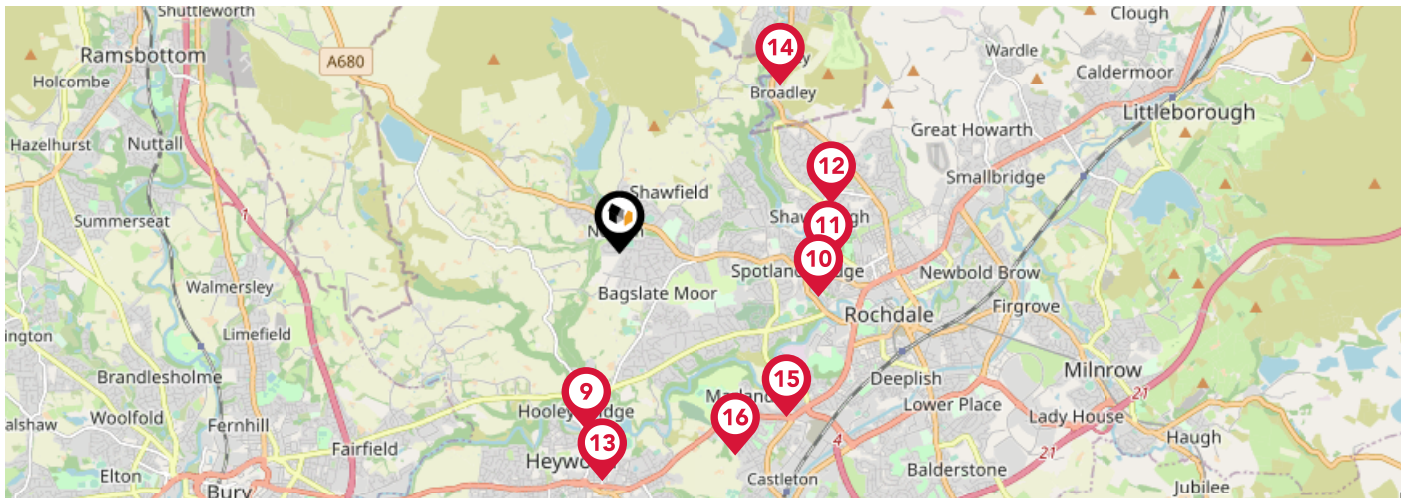 Shuttleworth
Clough
14
Wardle
Ramsbottom
A680
Caldermoor
Holcombe
Broadley
Littleborough
Great Howarth
Hazelhurst
Nuttall
12
Smallbridge
Shawfield
1
Summerseat
11
10
Newbold Brow
Walmersley
Bagslate Moor
Firgrove
Rochdale
Limefield
Milnrow
Brandlesholme
Deeplish
15
9
21
Lower Place
Hooley Bridge
Woolfold
16
Lady House
Fernhill
4
Haugh
13
Fairfield
21
Heywood
Balderstone
Elton
Castleton
Bury
Jubilee